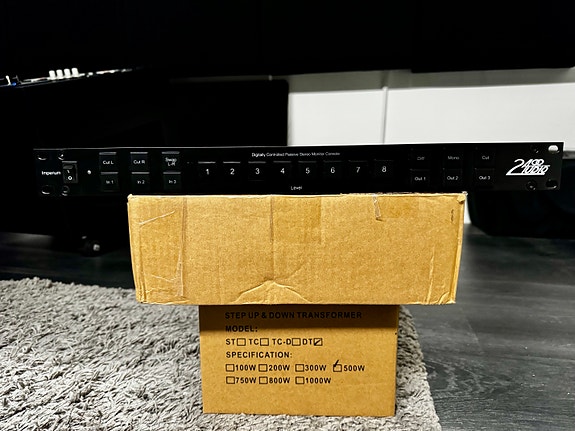 Digitally Controlled Passive Stereo Monitor Console
Imperium
Cut L
Cut R
Swap L-R
In 1
In 2
In 3
1 2 3 4 5 6 7 8
Level
Mono
Cut
Out 1
Out 2
Out 3
AUDIO
STEP UP & DOWN TRANSFORMER
MODEL:
ST☐ TC☐ TC-D☐ DT☑
SPECIFICATION:
☐100W ☐200W ☐300W ☑500W
☐750W ☐800W ☐1000W